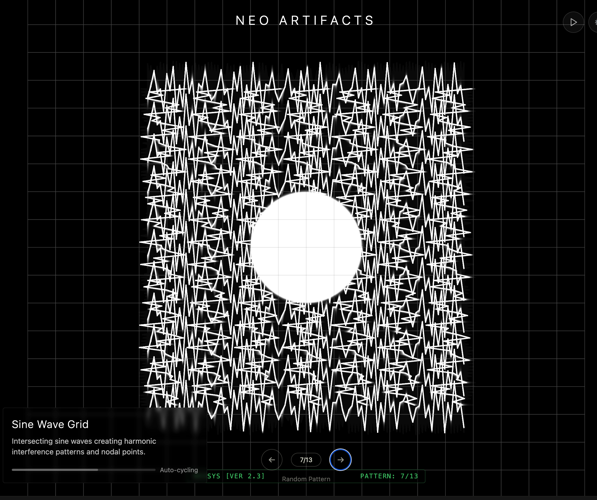 NEO ARTIFACTS
Sine Wave Grid
Intersecting sine waves creating harmonic
interference patterns and nodal points.
Auto-cycling
← 7/13 →
SYS [VER 2.3]
Random Pattern
PATTERN: 7/13